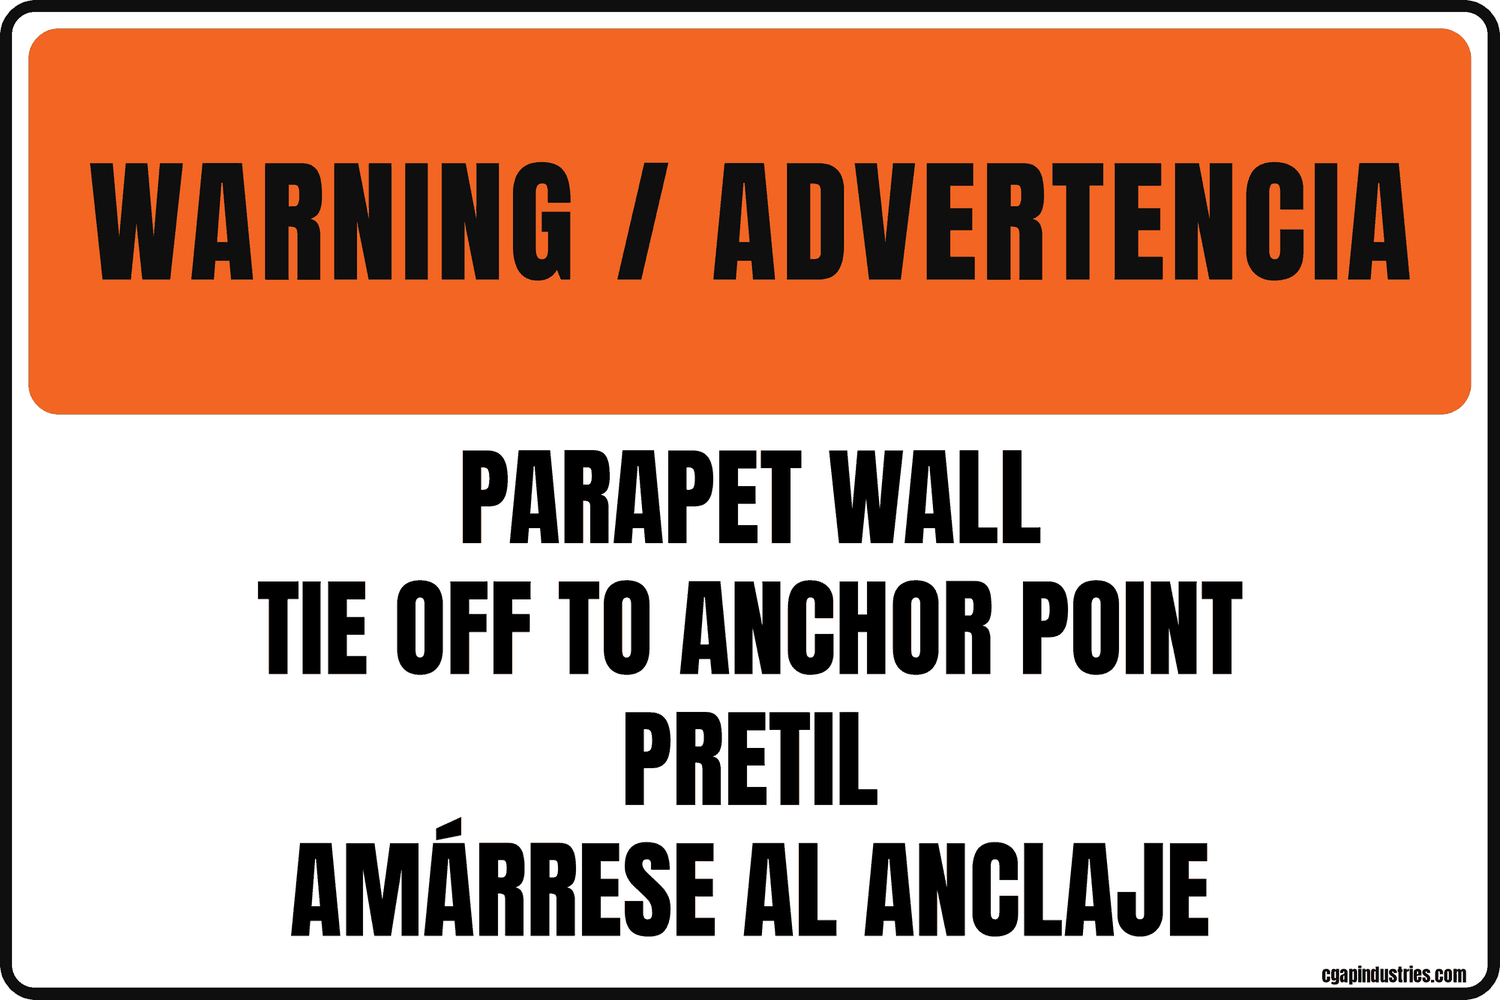 WARNING / ADVERTENCIA
PARAPET WALL
TIE OFF TO ANCHOR POINT
PRETIL
AMÁRRESE AL ANCLAJE
cgapindustries.com